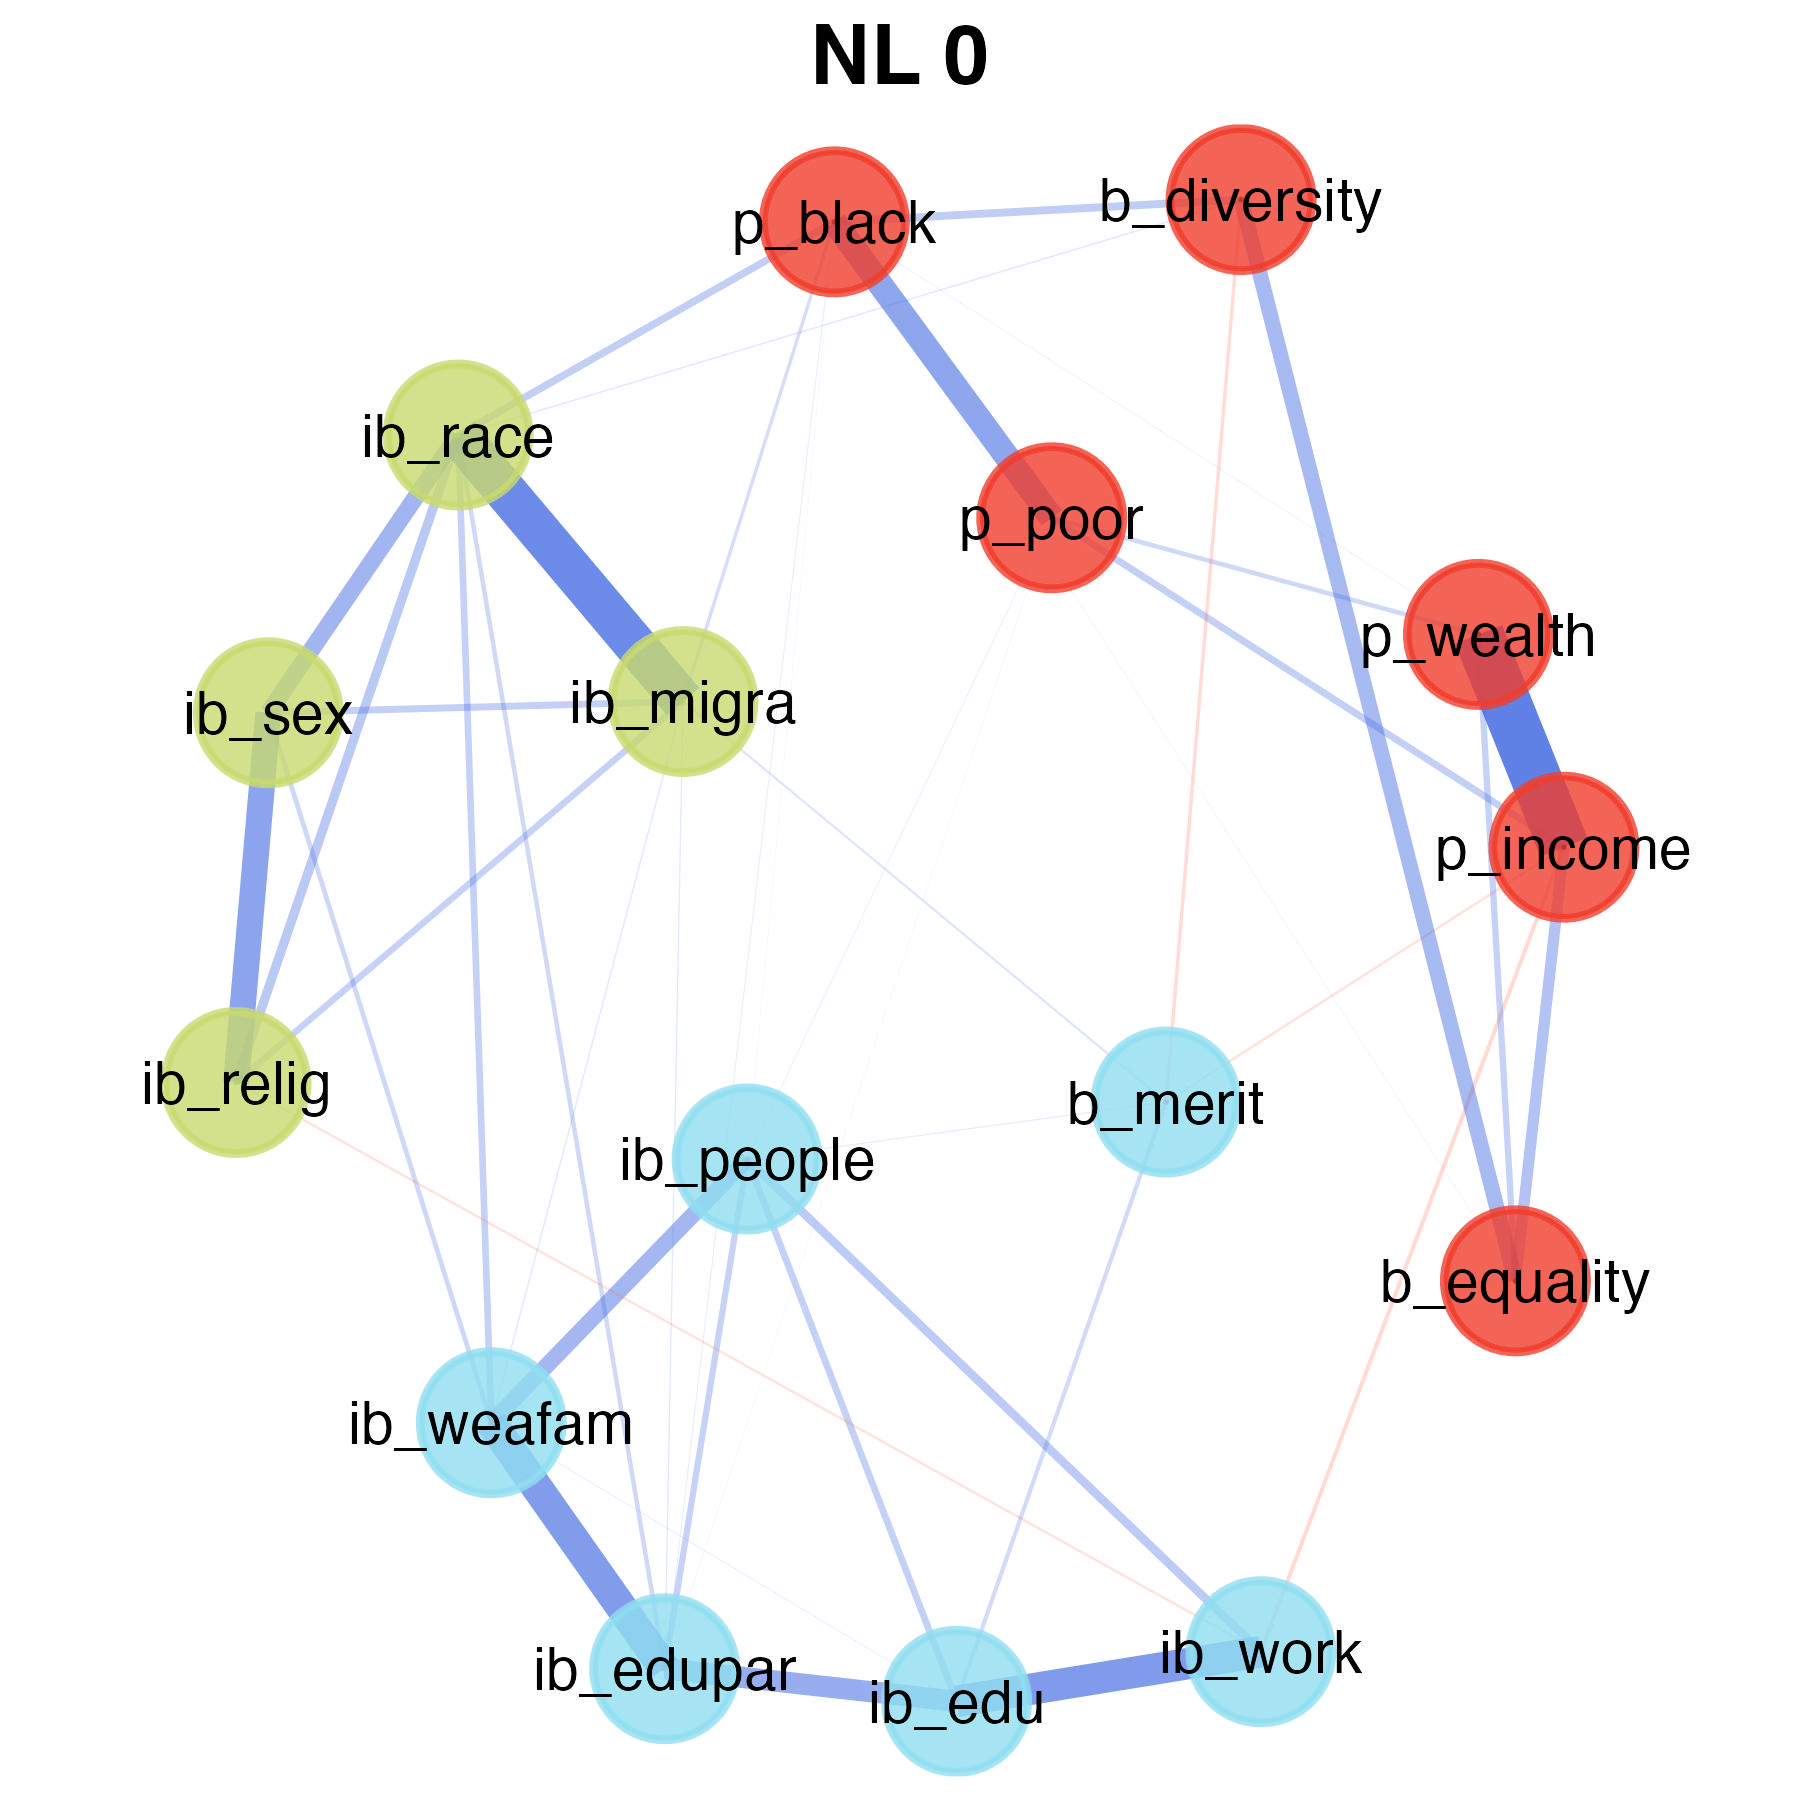 NL 0
b_diversity
p_black
ib_race
p_poor
p_wealth
ib_migra
ib_sex
p_income
ib_relig
b_merit
ib_people
b_equality
ib_weafam
ib_work
ib_edupar
ib_edu